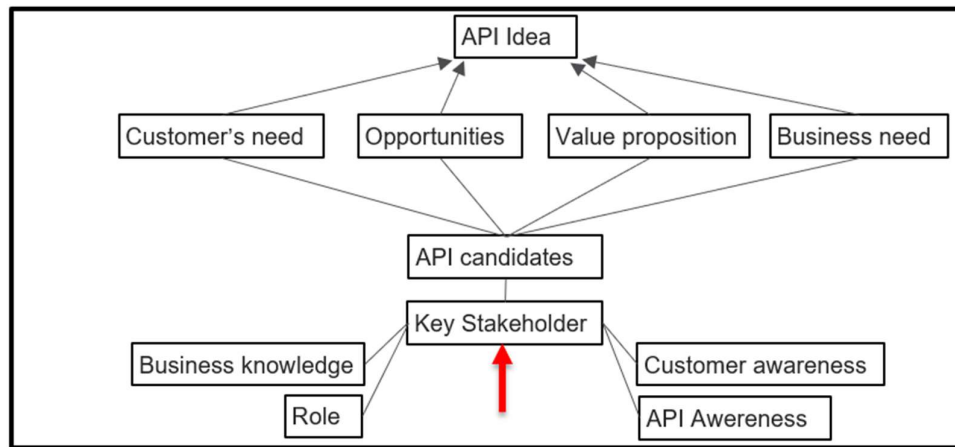 API Idea
Customer's need
Opportunities
Value proposition
Business need
API candidates
Key Stakeholder
Business knowledge
Customer awareness
Role
API Awereness